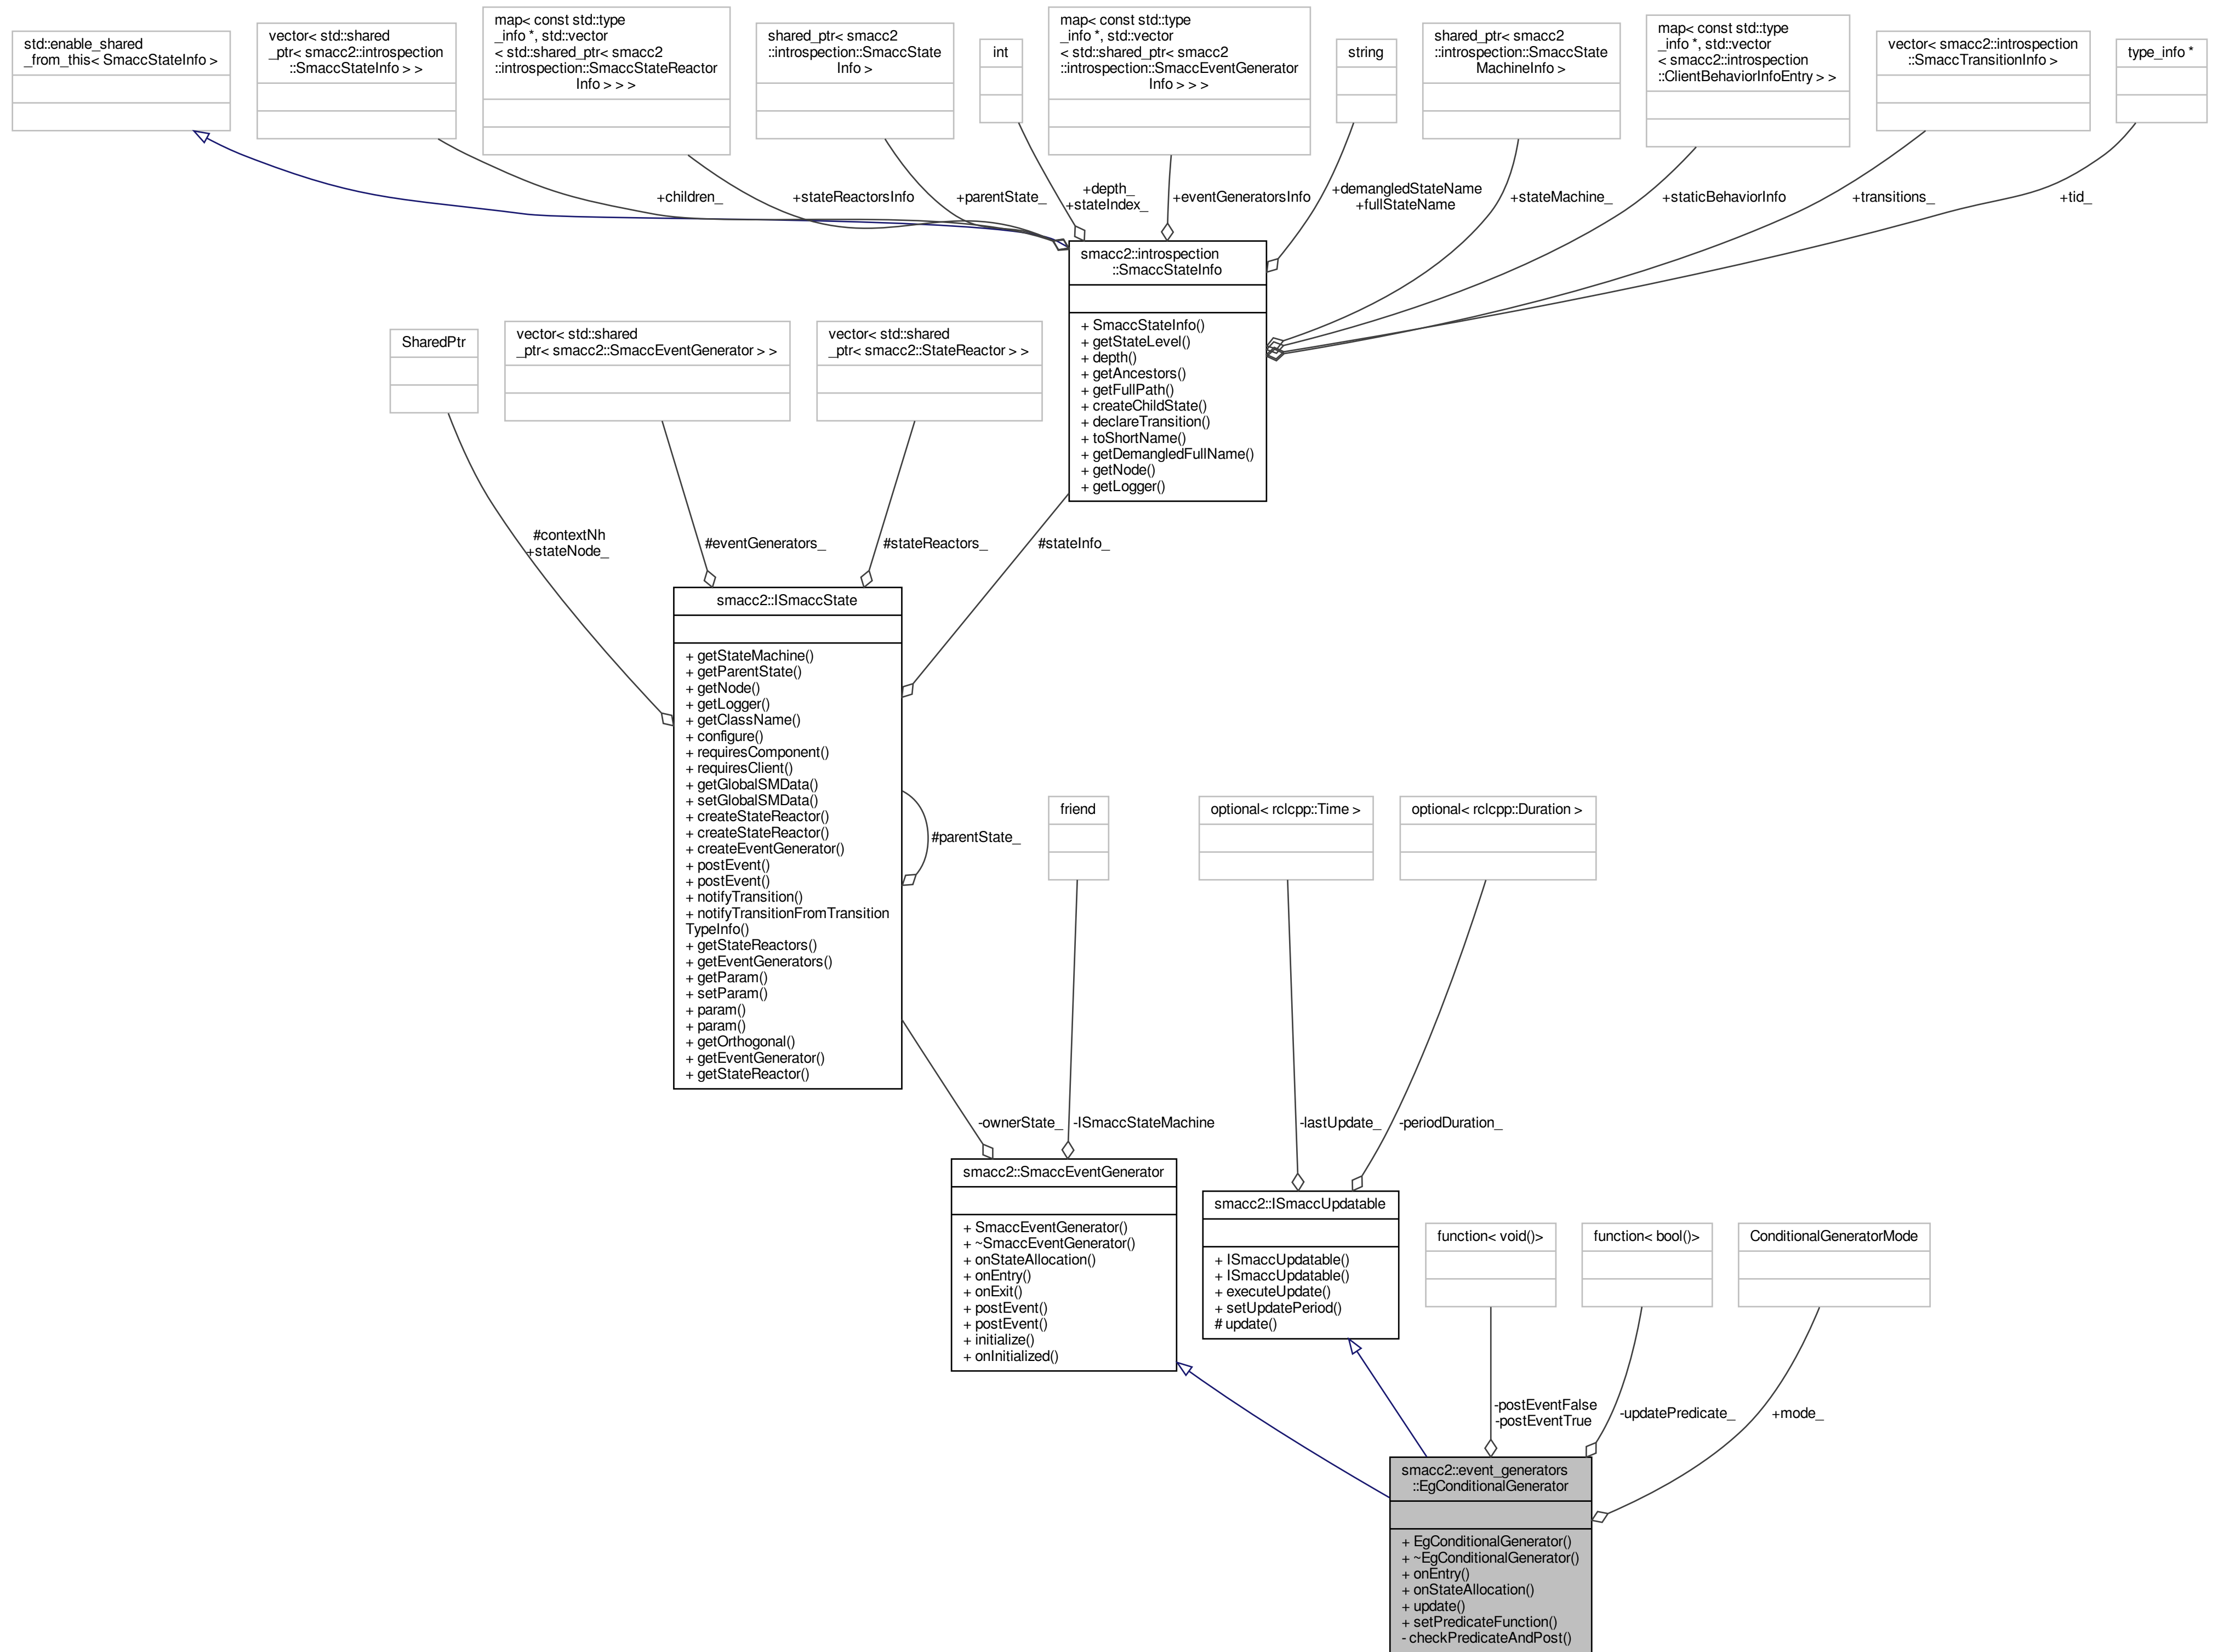 std::enable_shared
_from_this< SmaccStateInfo >
vector< std::shared
_ptr< smacc2::introspection
::SmaccStateInfo > >
map< const std::type
_info *, std::vector
< std::shared_ptr< smacc2
::introspection::SmaccStateReactor
Info > > >
shared_ptr< smacc2
::introspection::SmaccState
Info >
int
map< const std::type
_info *, std::vector
< std::shared_ptr< smacc2
::introspection::SmaccEventGenerator
Info > > >
string
shared_ptr< smacc2
::introspection::SmaccState
MachineInfo >
map< const std::type
_info *, std::vector
< smacc2::introspection
::ClientBehaviorInfoEntry > >
vector< smacc2::introspection
::SmaccTransitionInfo >
type_info *
+children_
+stateReactorsInfo
+parentState_
+depth_
+stateIndex_
+eventGeneratorsInfo
+demangledStateName
+fullStateName
+stateMachine_
+staticBehaviorInfo
+transitions_
+tid_
smacc2::introspection
::SmaccStateInfo
+ SmaccStateInfo()
+ getStateLevel()
+ depth()
+ getAncestors()
+ getFullPath()
+ createChildState()
+ declareTransition()
+ toShortName()
+ getDemangledFullName()
+ getNode()
+ getLogger()
SharedPtr
vector< std::shared
_ptr< smacc2::SmaccEventGenerator > >
vector< std::shared
_ptr< smacc2::StateReactor > >
#contextNh
+stateNode_
#eventGenerators_
#stateReactors_
#stateInfo_
smacc2::ISmaccState
+ getStateMachine()
+ getParentState()
+ getNode()
+ getLogger()
+ getClassName()
+ configure()
+ requiresComponent()
+ requiresClient()
+ getGlobalSMData()
+ setGlobalSMData()
+ createStateReactor()
+ createStateReactor()
+ createEventGenerator()
+ postEvent()
+ postEvent()
+ notifyTransition()
+ notifyTransitionFromTransition
TypeInfo()
+ getStateReactors()
+ getEventGenerators()
+ getParam()
+ setParam()
+ param()
+ param()
+ getOrthogonal()
+ getEventGenerator()
+ getStateReactor()
#parentState_
friend
optional< rclcpp::Time >
optional< rclcpp::Duration >
-ownerState_
-ISmaccStateMachine
-lastUpdate_
-periodDuration_
smacc2::SmaccEventGenerator
+ SmaccEventGenerator()
+ ~SmaccEventGenerator()
+ onStateAllocation()
+ onEntry()
+ onExit()
+ postEvent()
+ postEvent()
+ initialize()
+ onInitialized()
smacc2::ISmaccUpdatable
+ ISmaccUpdatable()
+ ISmaccUpdatable()
+ executeUpdate()
+ setUpdatePeriod()
# update()
function< void()>
function< bool()>
ConditionalGeneratorMode
-postEventFalse
-postEventTrue
-updatePredicate_
+mode_
smacc2::event_generators
::EgConditionalGenerator
+ EgConditionalGenerator()
+ ~EgConditionalGenerator()
+ onEntry()
+ onStateAllocation()
+ update()
+ setPredicateFunction()
- checkPredicateAndPost()